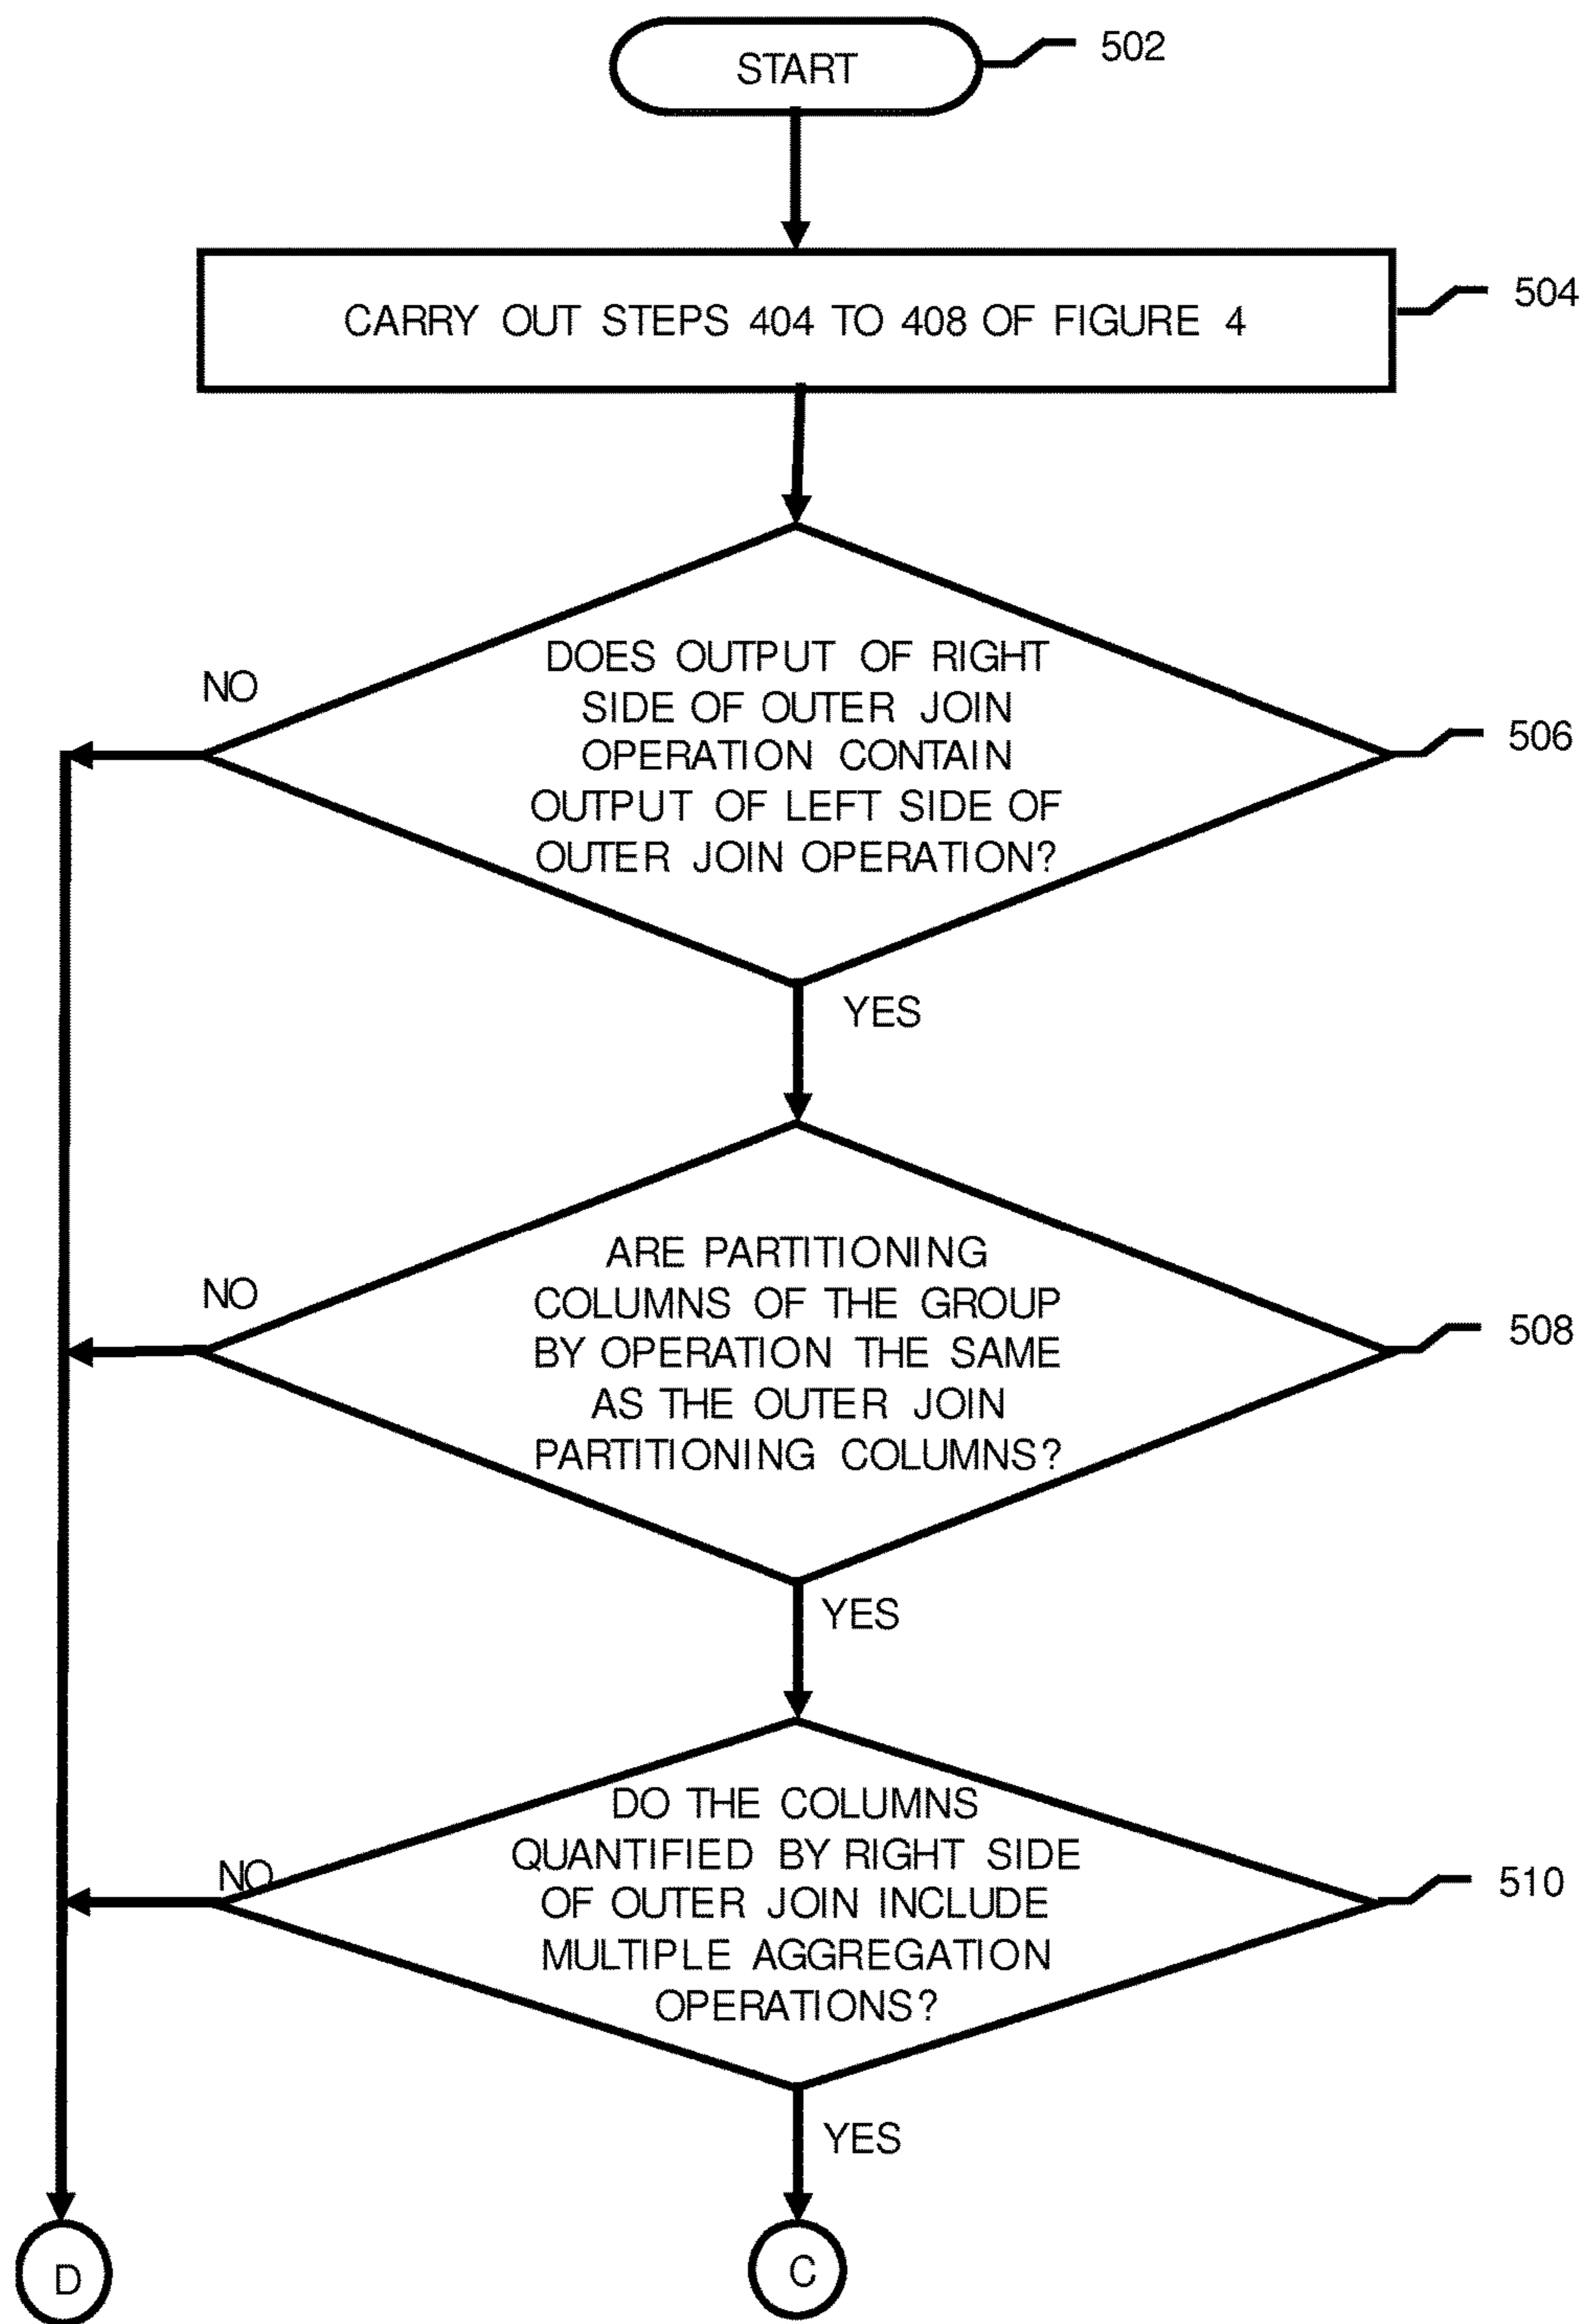 START
502
CARRY OUT STEPS 404 TO 408 OF FIGURE 4
504
DOES OUTPUT OF RIGHT
SIDE OF OUTER JOIN
OPERATION CONTAIN
OUTPUT OF LEFT SIDE OF
OUTER JOIN OPERATION?
NO
506
YES
ARE PARTITIONING
COLUMNS OF THE GROUP
BY OPERATION THE SAME
AS THE OUTER JOIN
PARTITIONING COLUMNS?
NO
508
YES
DO THE COLUMNS
QUANTIFIED BY RIGHT SIDE
OF OUTER JOIN INCLUDE
MULTIPLE AGGREGATION
OPERATIONS?
NO
510
YES
D
C